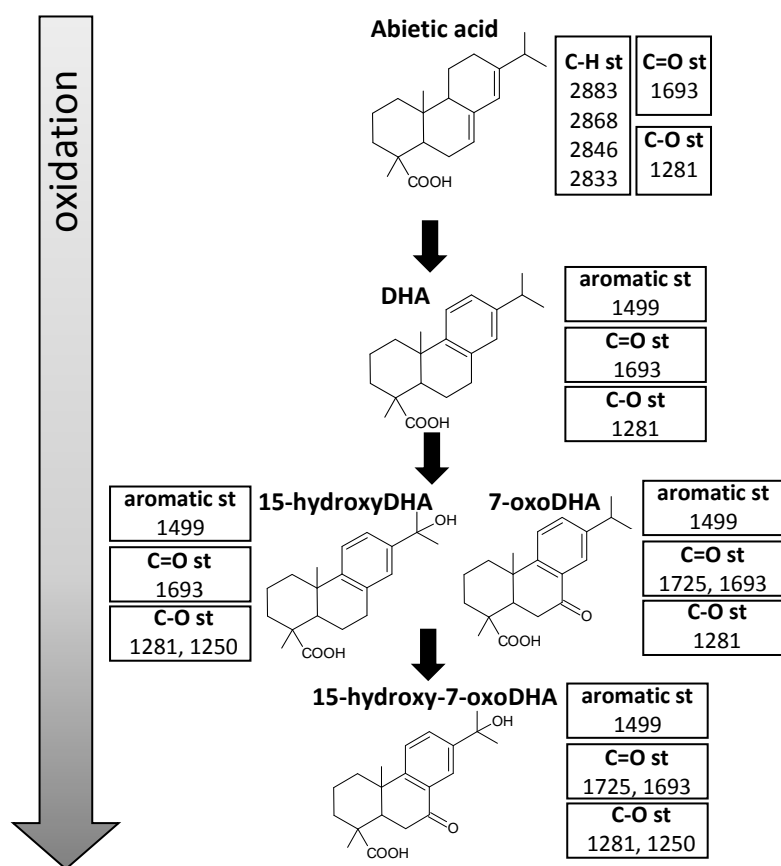 oxidation
Abietic acid
C-H st
2883
2868
2846
2833
C=O st
1693
C-O st
1281
COOH
DHA
aromatic st
1499
C=O st
1693
C-O st
1281
COOH
15-hydroxyDHA
aromatic st
1499
C=O st
1693
C-O st
1281, 1250
OH
COOH
7-oxoDHA
aromatic st
1499
C=O st
1725, 1693
C-O st
1281
O
COOH
15-hydroxy-7-oxoDHA
aromatic st
1499
C=O st
1725, 1693
C-O st
1281, 1250
OH
O
COOH